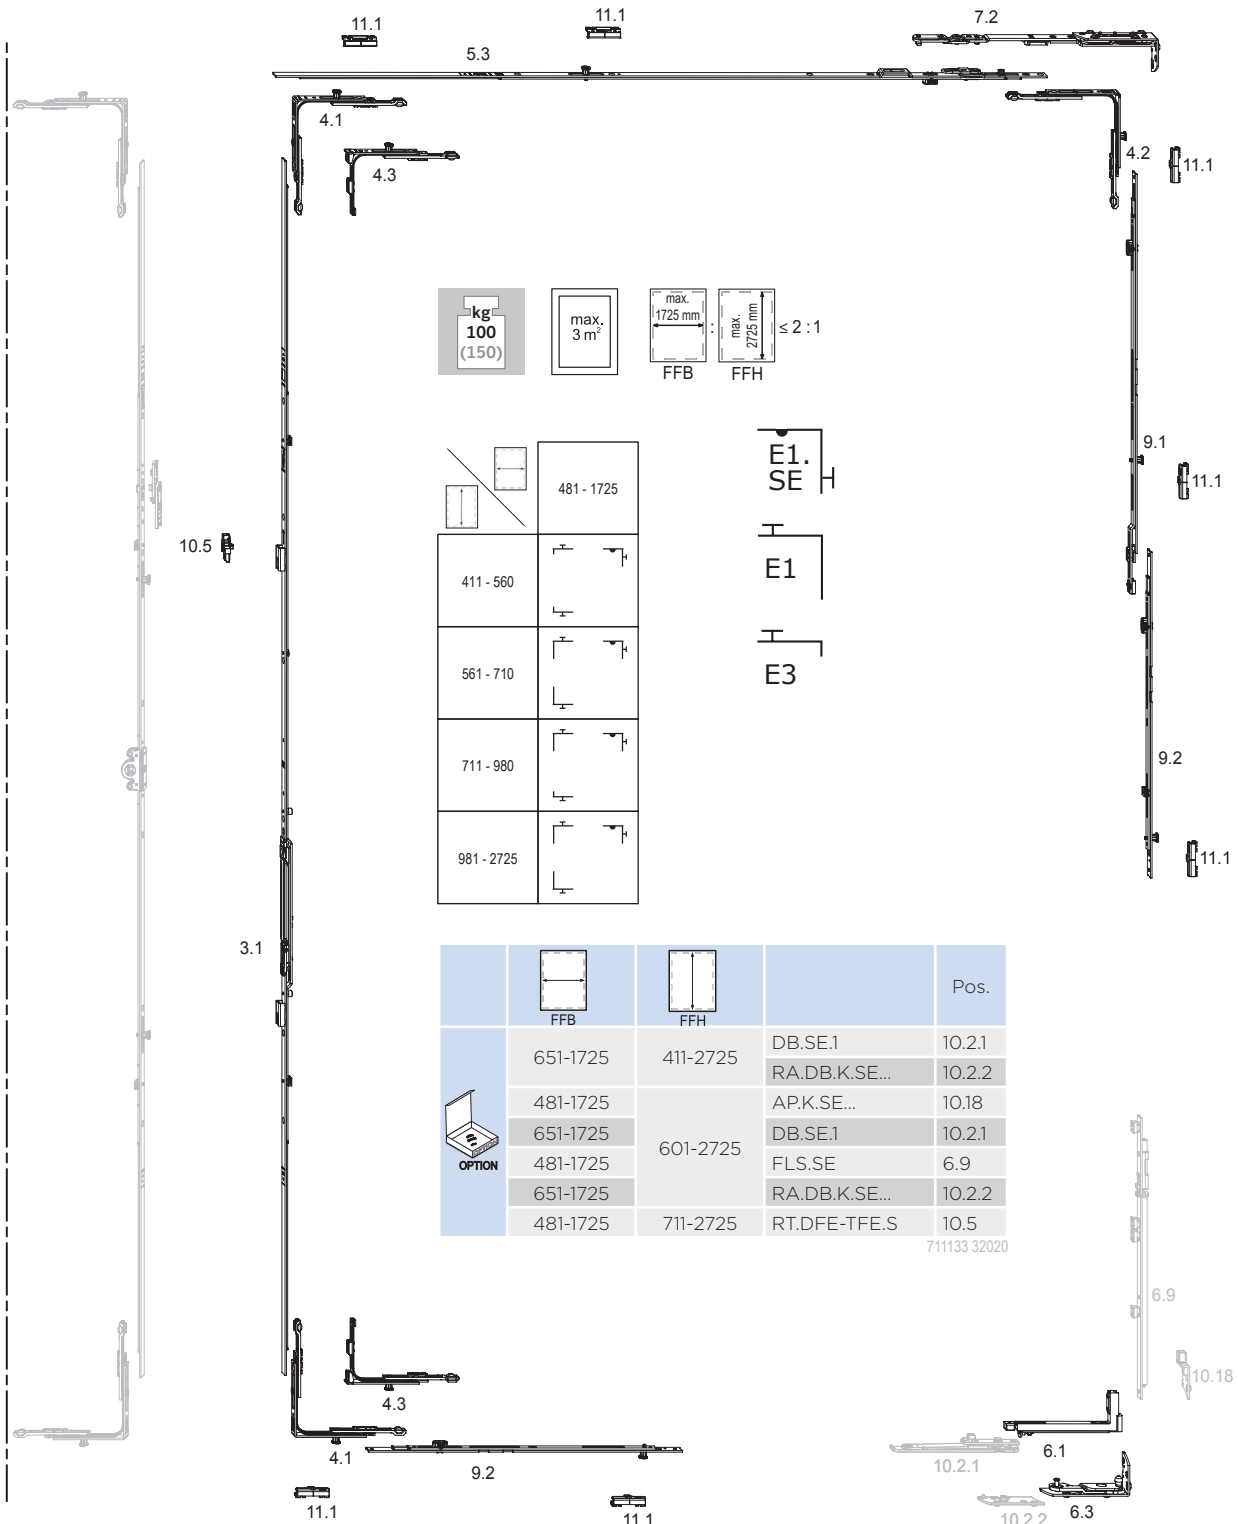 11.1
11.1
7.2
5.3
4.1
4.2
4.3
11.1
kg
100
(150)
max.
3 m²
max.
1725 mm
:
max.
2725 mm
≤ 2 : 1
FFB
FFH
481 - 1725
411 - 560
561 - 710
711 - 980
981 - 2725
E1.
SE
E1
E3
9.1
11.1
10.5
9.2
11.1
3.1
FFB FFH Pos.
OPTION
651-1725 411-2725 DB.SE.1 10.2.1
RA.DB.K.SE... 10.2.2
481-1725 601-2725 AP.K.SE... 10.18
651-1725 DB.SE.1 10.2.1
481-1725 FLS.SE 6.9
651-1725 RA.DB.K.SE... 10.2.2
481-1725 711-2725 RT.DFE-TFE.S 10.5
711133 32020
6.9
10.18
4.3
4.1
9.2
6.1
10.2.1
11.1
11.1
10.2.2
6.3